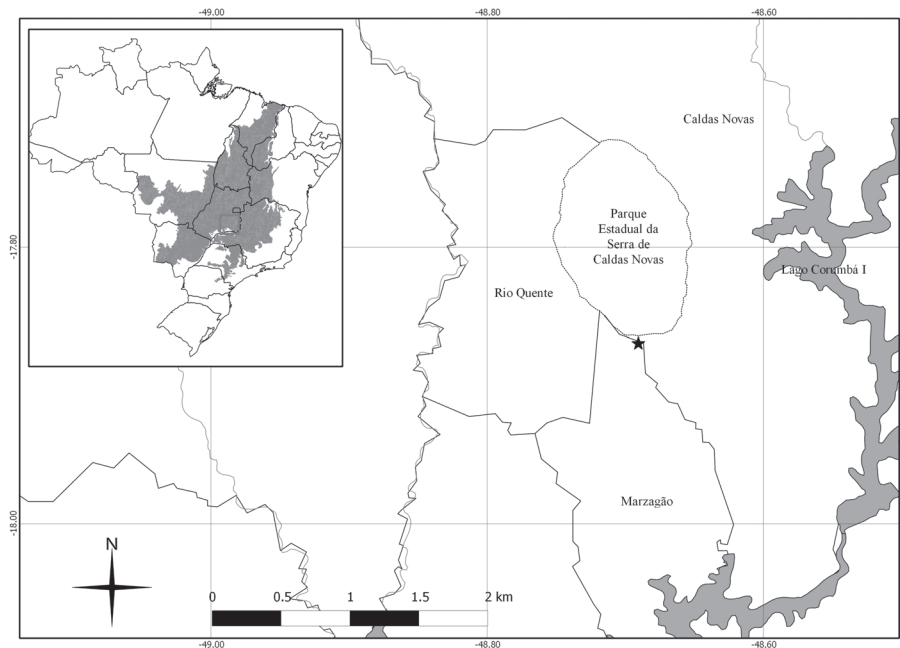 -49.00
-48.80
-48.60
Caldas Novas
Parque
Estadual da
Serra de
Caldas Novas
-17.80
Lago Corumbá I
Rio Quente
Marzagão
-18.00
N
0 0.5 1 1.5 2 km
-49.00
-48.80
-48.60